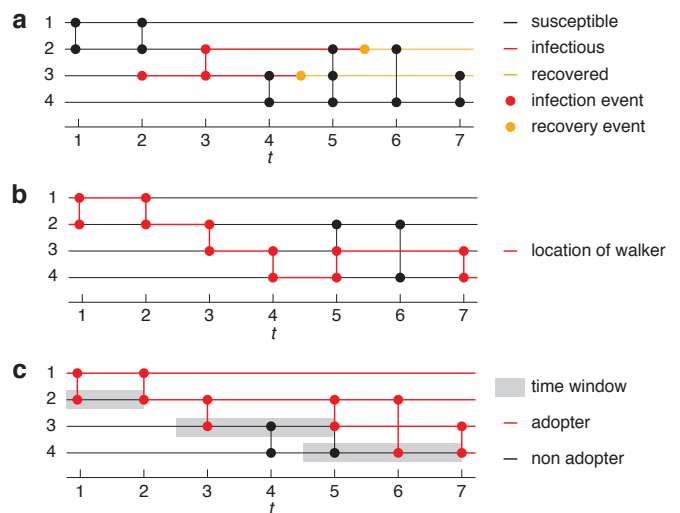 a
1
2
3
4
1 2 3 4 5 6 7
t
susceptible
infectious
recovered
infection event
recovery event
b
1
2
3
4
1 2 3 4 5 6 7
t
location of walker
c
1
2
3
4
1 2 3 4 5 6 7
t
time window
adopter
non adopter